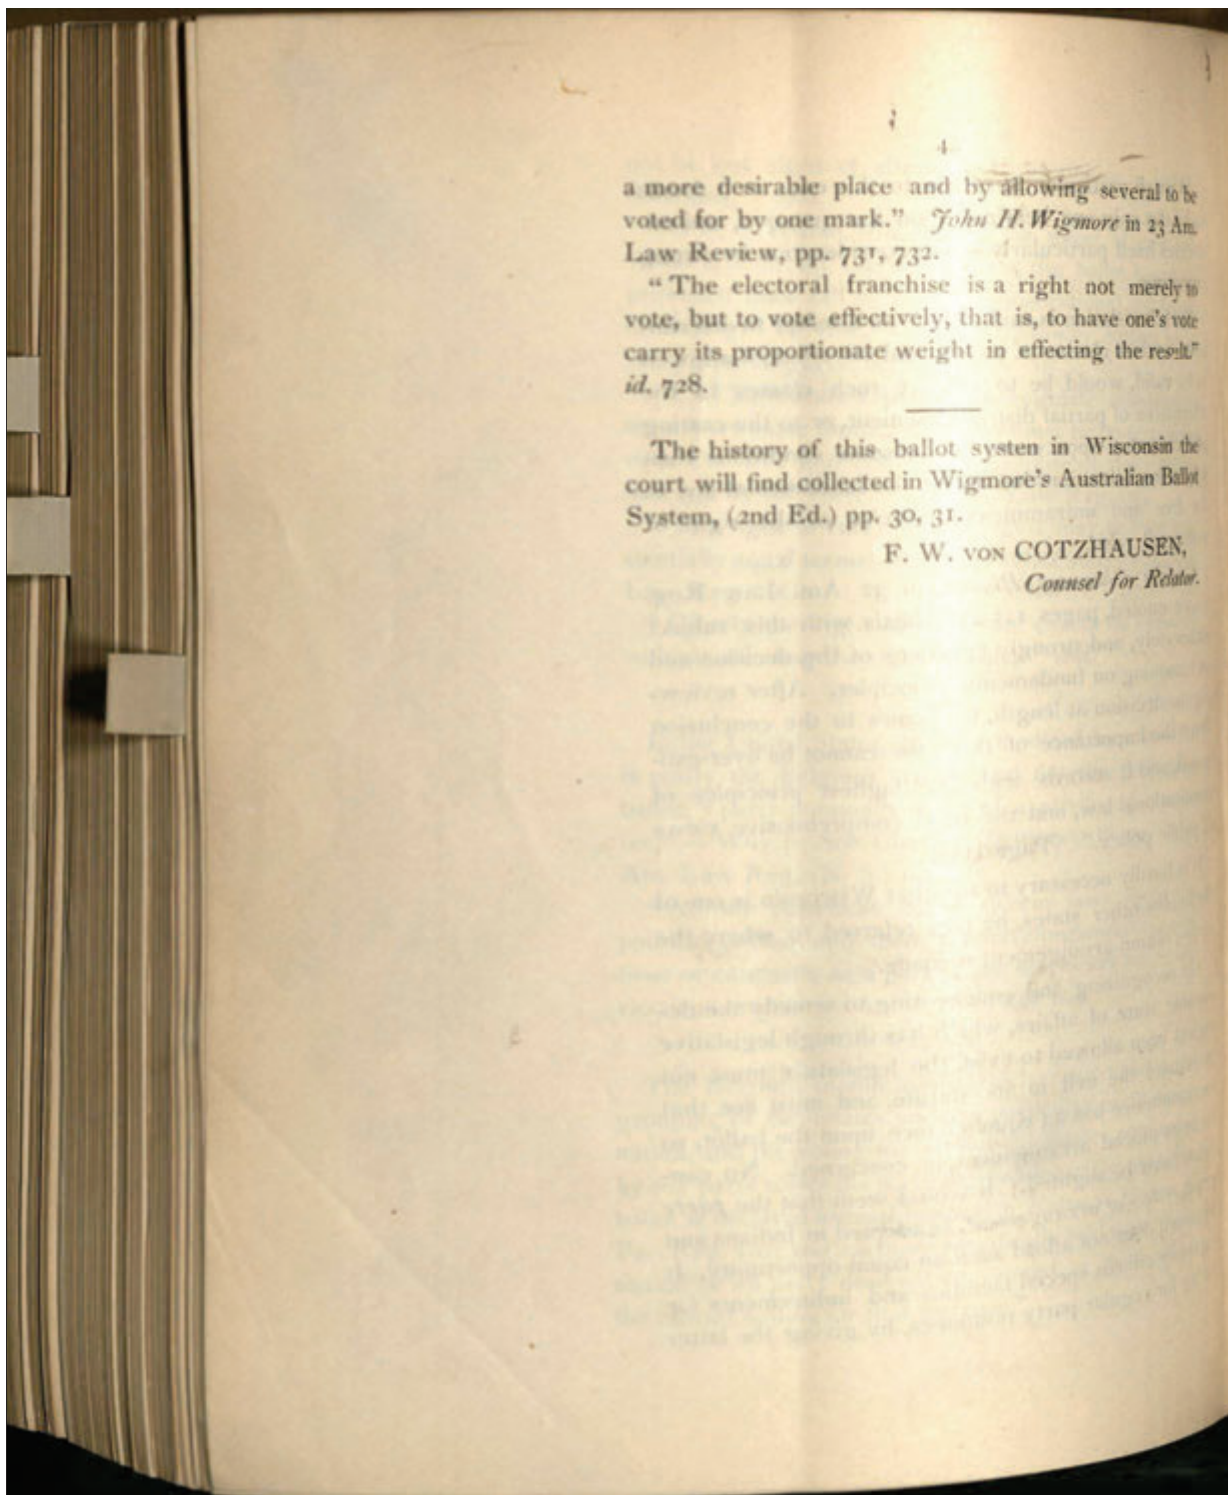 4
a more desirable place and by allowing several to be
voted for by one mark." John H. Wigmore in 23 Am.
Law Review, pp. 731, 732.
"The electoral franchise is a right not merely to
vote, but to vote effectively, that is, to have one's vote
carry its proportionate weight in effecting the result."
id. 728.
The history of this ballot systen in Wisconsin the
court will find collected in Wigmore's Australian Ballot
System, (2nd Ed.) pp. 30, 31.
F. W. VON COTZHAUSEN,
Counsel for Relator.